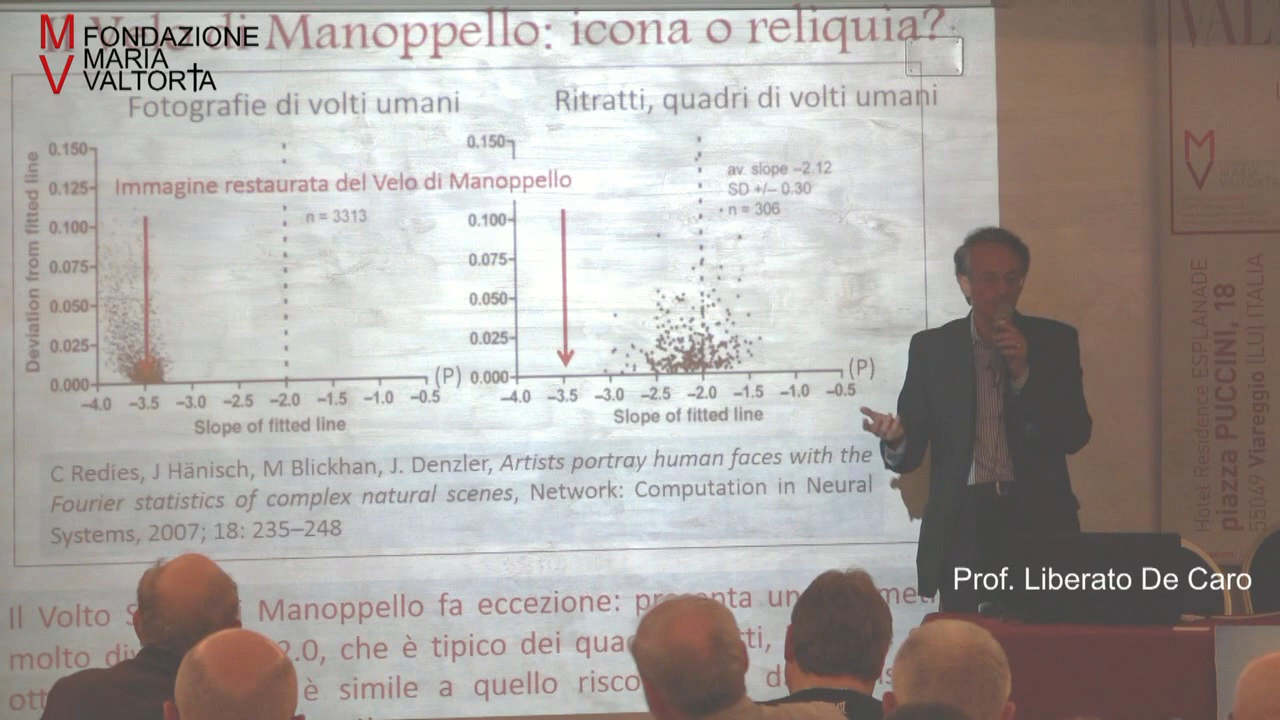 Velo di Manoppello: icona o reliquia?
M
V
FONDAZIONE
MARIA
VALTORTA
Fotografie di volti umani
Ritratti, quadri di volti umani
Immagine restaurata del Velo di Manoppello
Deviation from fitted line
0.150
0.125
0.100
0.075
0.050
0.025
0.000
n = 3313
−4.0 −3.5 −3.0 −2.5 −2.0 −1.5 −1.0 −0.5
(P)
Slope of fitted line
0.150
0.100
0.075
0.050
0.025
0.000
av. slope −2.12
SD +/− 0.30
n = 306
−4.0 −3.5 −3.0 −2.5 −2.0 −1.5 −1.0 −0.5
(P)
Slope of fitted line
C Redies, J Hänisch, M Blickhan, J. Denzler, Artists portray human faces with the
Fourier statistics of complex natural scenes, Network: Computation in Neural
Systems, 2007; 18: 235–248
Il Volto Manoppello fa eccezione:
molto 2.0, che è tipico dei
è simile a quello
Prof. Liberato De Caro
Hotel Residence ESPLANADE
piazza PUCCINI, 18
55049 Viareggio (LU) ITALIA